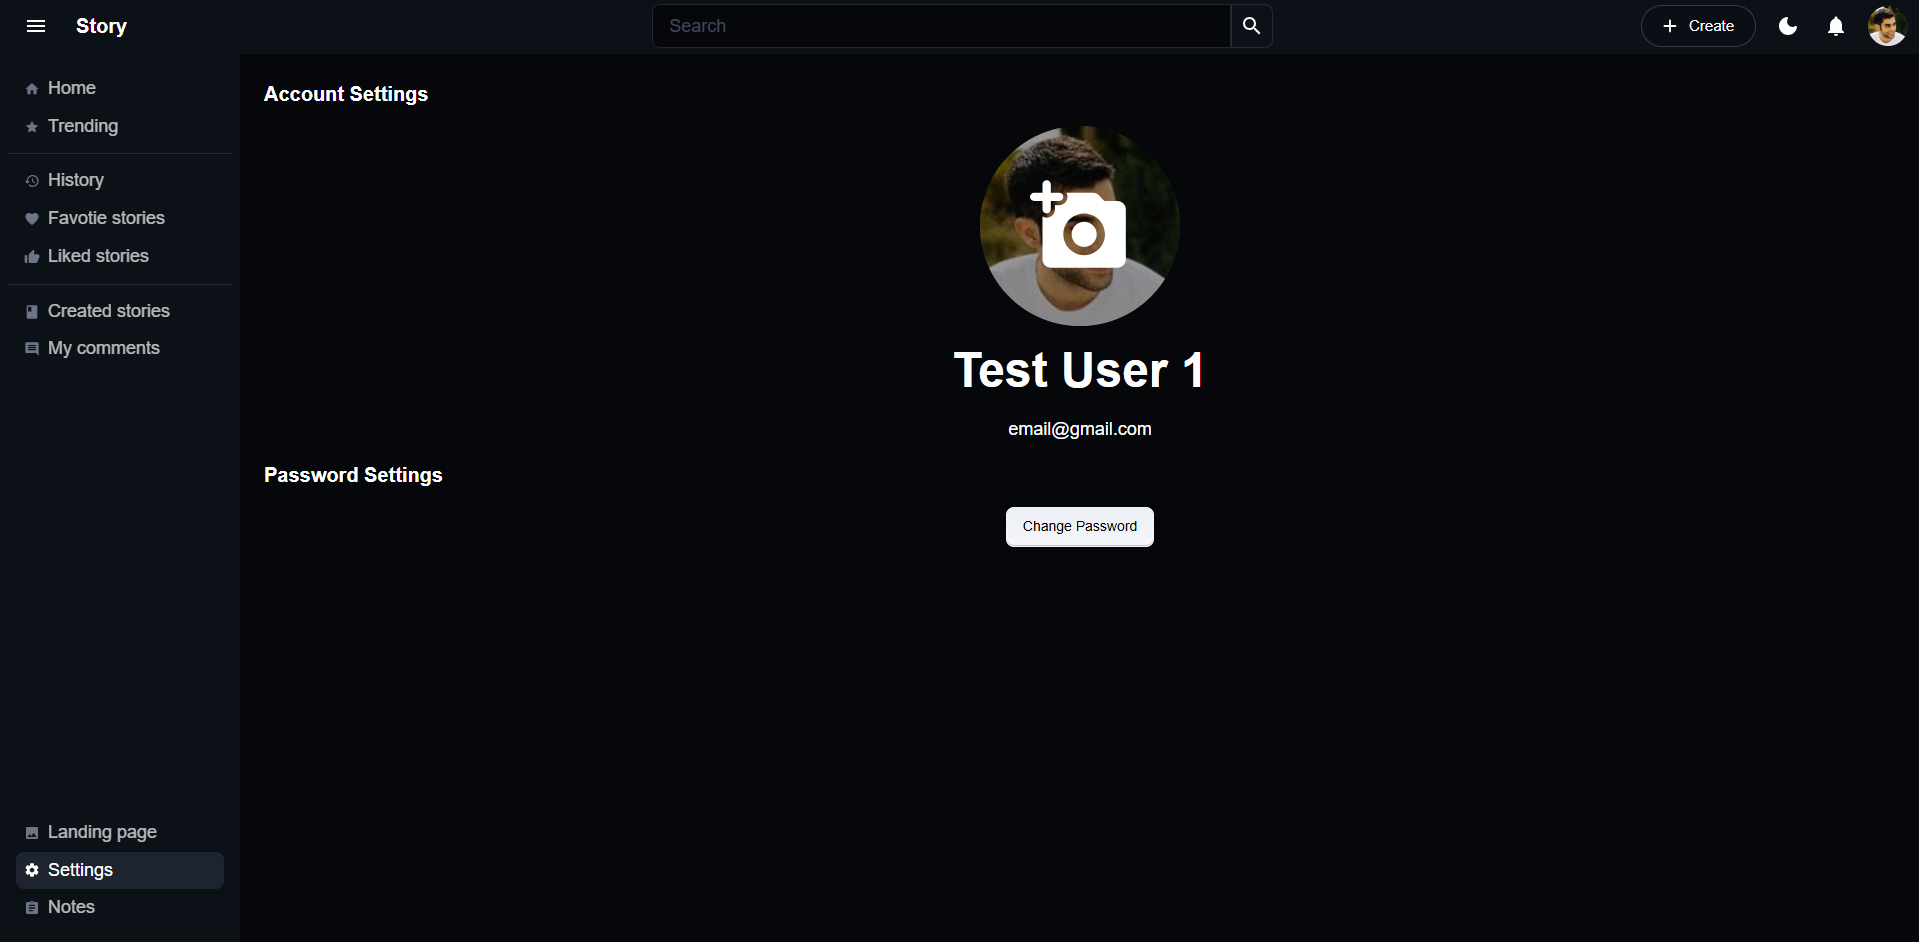 Story
Search
Create
Home
Trending
History
Favotie stories
Liked stories
Created stories
My comments
Landing page
Settings
Notes
Account Settings
Test User 1
email@gmail.com
Password Settings
Change Password